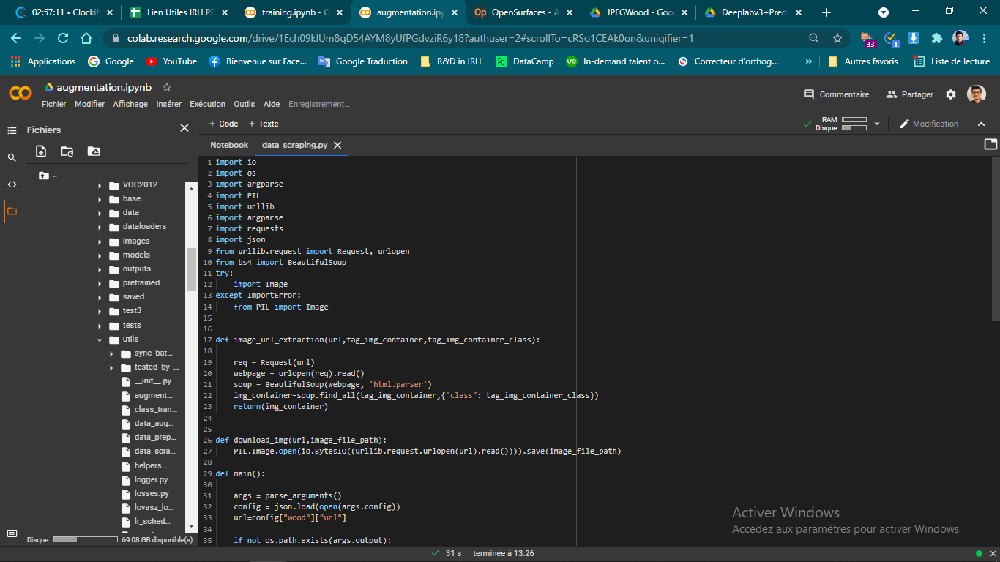 02:57:11 • Clockif
Lien Utiles IRH PF
training.ipynb - C
augmentation.ipy
OpenSurfaces - A
JPEGWood - Goo
Deeplabv3+Predi
colab.research.google.com/drive/1Ech09kIUm8qD54AYM8yUfPGdvziR6y18?authuser=2#scrollTo=cRSo1CEAk0on&uniqifier=1
33
1
Applications
Google
YouTube
Bienvenue sur Face...
Google Traduction
R&D in IRH
DataCamp
In-demand talent o...
Correcteur d'orthog...
»
Autres favoris
Liste de lecture
augmentation.ipynb
Fichier Modifier Affichage Insérer Exécution Outils Aide Enregistrement...
Commentaire
Partager
Fichiers
+ Code + Texte
RAM
Disque
Modification
Notebook
data_scraping.py
..
VOC2012
base
data
dataloaders
images
models
outputs
pretrained
saved
test3
tests
utils
sync_bat...
tested_by_...
__init__.py
augment...
class_tran...
data_aug...
data_prep...
data_scra...
helpers....
logger.py
losses.py
lovasz_lo...
lr_sched...
Disque
69.08 GB disponible(s)
1 import io
2 import os
3 import argparse
4 import PIL
5 import urllib
6 import argparse
7 import requests
8 import json
9 from urllib.request import Request, urlopen
10 from bs4 import BeautifulSoup
11 try:
12 import Image
13 except ImportError:
14 from PIL import Image
15
16
17 def image_url_extraction(url,tag_img_container,tag_img_container_class):
18
19 req = Request(url)
20 webpage = urlopen(req).read()
21 soup = BeautifulSoup(webpage, 'html.parser')
22 img_container=soup.find_all(tag_img_container,{"class": tag_img_container_class})
23 return(img_container)
24
25
26 def download_img(url,image_file_path):
27 PIL.Image.open(io.BytesIO((urllib.request.urlopen(url).read()))).save(image_file_path)
28
29 def main():
30
31 args = parse_arguments()
32 config = json.load(open(args.config))
33 url=config["wood"]["url"]
34
35 if not os.path.exists(args.output):
Activer Windows
Accédez aux paramètres pour activer Windows.
31 s terminée à 13:26